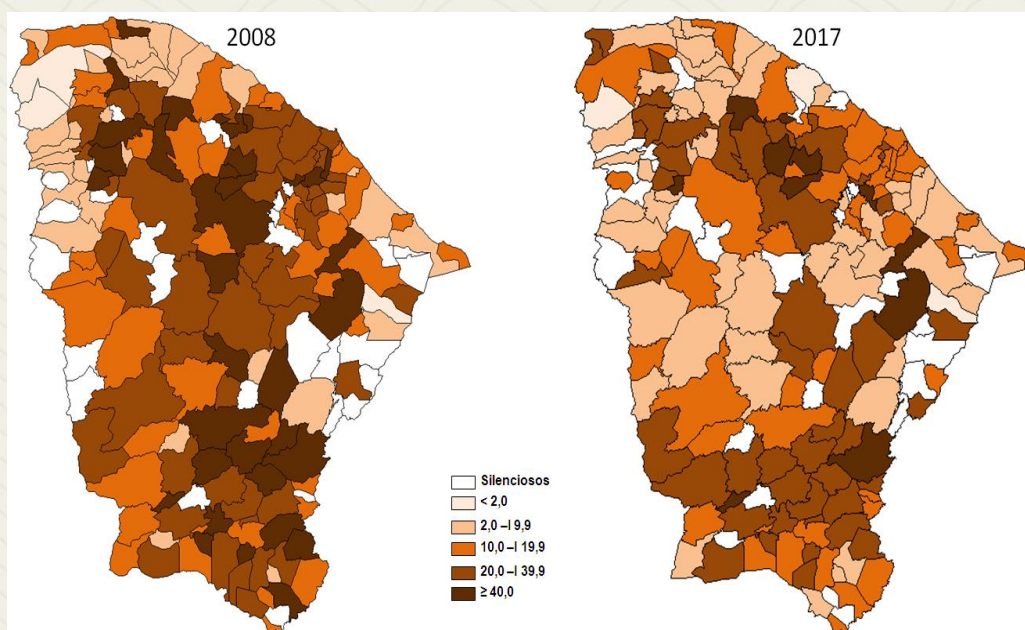 2008
2017
Silenciosos
< 2,0
2,0 –I 9,9
10,0 –I 19,9
20,0 –I 39,9
≥ 40,0